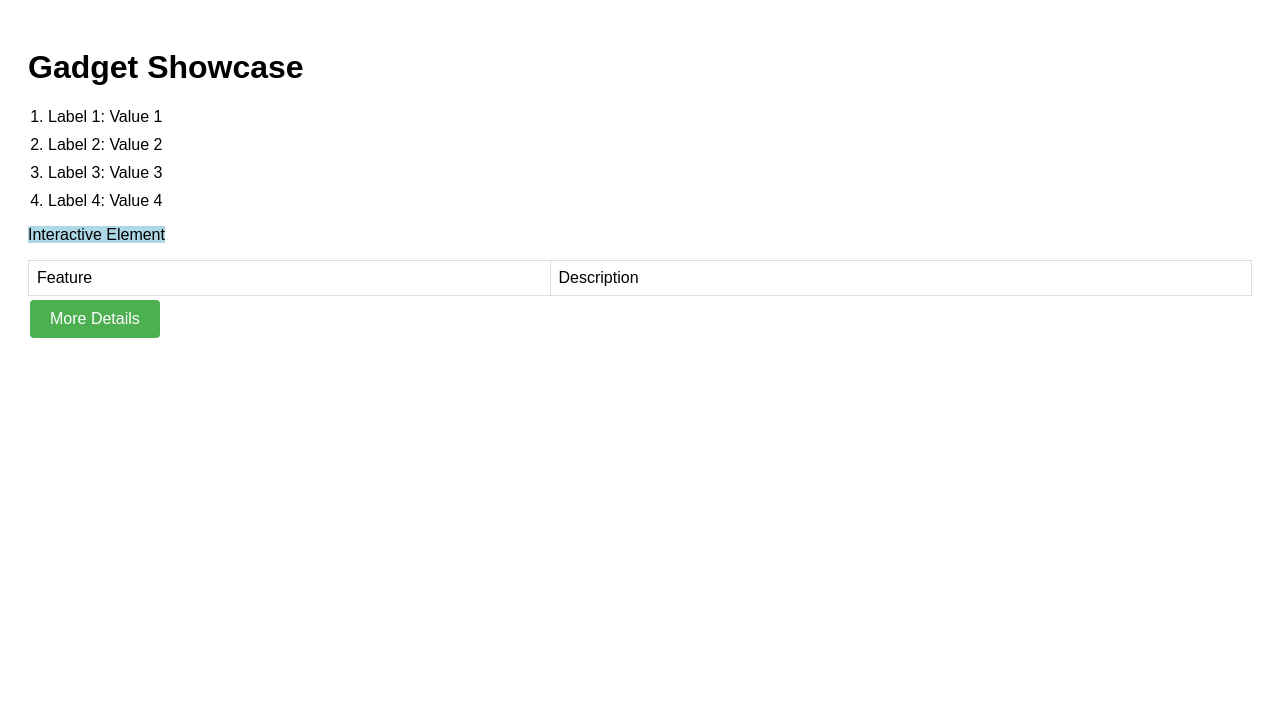 Gadget Showcase
1. Label 1: Value 1
2. Label 2: Value 2
3. Label 3: Value 3
4. Label 4: Value 4
Interactive Element
Feature Description
More Details